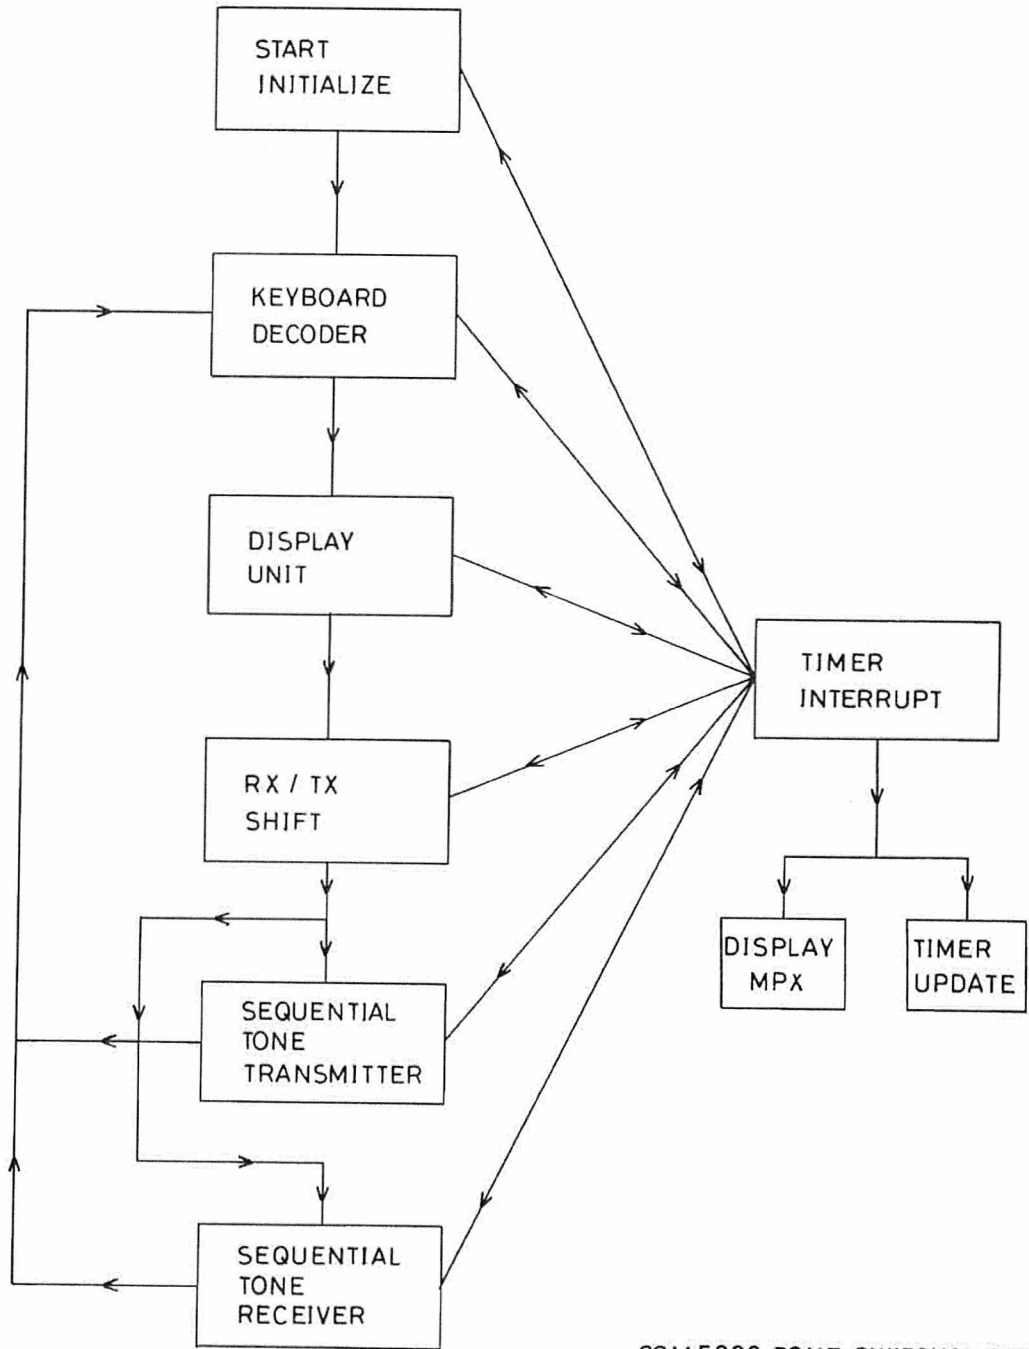 START
INITIALIZE
KEYBOARD
DECODER
DISPLAY
UNIT
TIMER
INTERRUPT
RX / TX
SHIFT
DISPLAY
MPX
TIMER
UPDATE
SEQUENTIAL
TONE
TRANSMITTER
SEQUENTIAL
TONE
RECEIVER